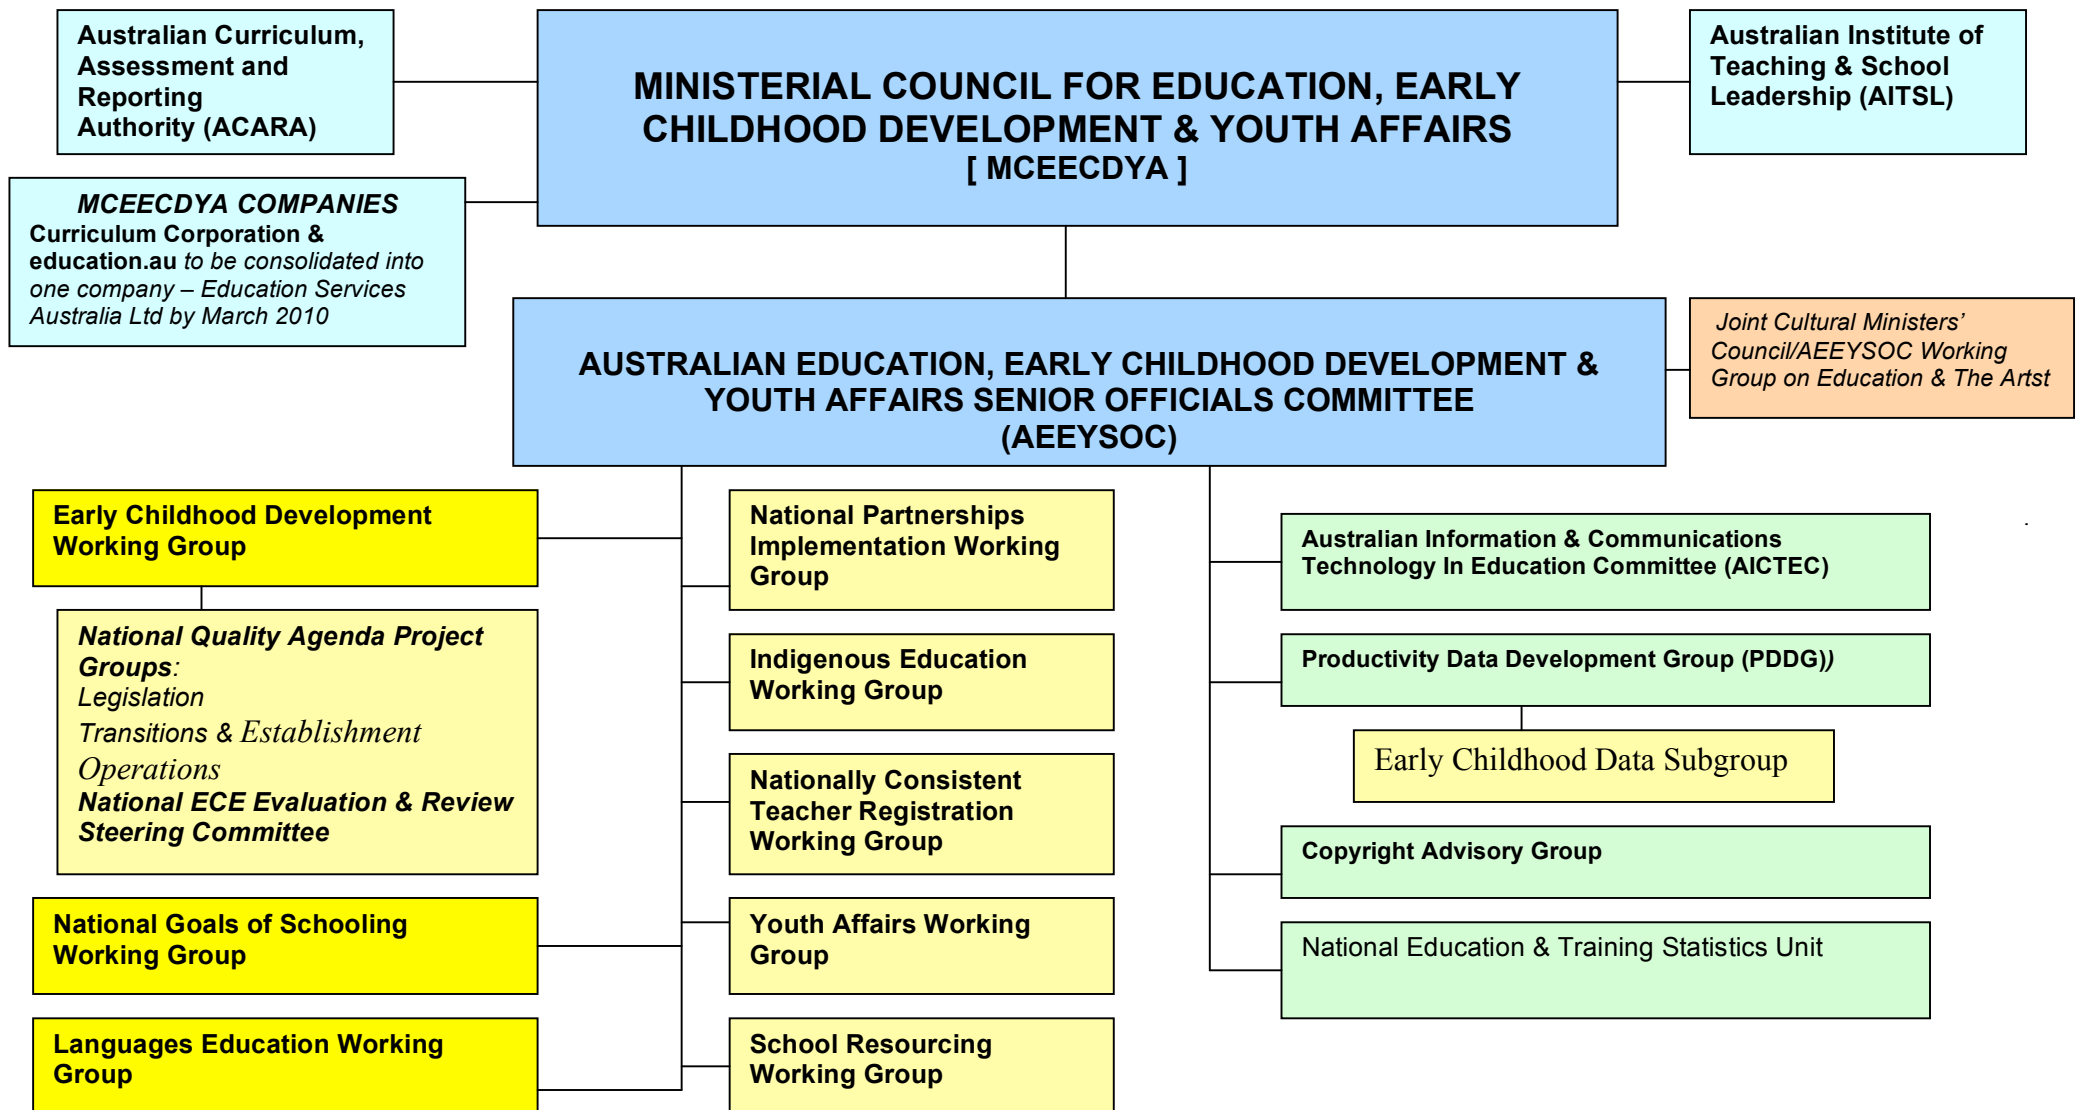 Australian Curriculum,
Assessment and
Reporting
Authority (ACARA)
MINISTERIAL COUNCIL FOR EDUCATION, EARLY
CHILDHOOD DEVELOPMENT & YOUTH AFFAIRS
[ MCEECDYA ]
Australian Institute of
Teaching & School
Leadership (AITSL)
MCEECDYA COMPANIES
Curriculum Corporation &
education.au to be consolidated into
one company – Education Services
Australia Ltd by March 2010
AUSTRALIAN EDUCATION, EARLY CHILDHOOD DEVELOPMENT &
YOUTH AFFAIRS SENIOR OFFICIALS COMMITTEE
(AEEYSOC)
Joint Cultural Ministers’
Council/AEEYSOC Working
Group on Education & The Artst
Early Childhood Development
Working Group
National Quality Agenda Project
Groups:
Legislation
Transitions & Establishment
Operations
National ECE Evaluation & Review
Steering Committee
National Goals of Schooling
Working Group
Languages Education Working
Group
National Partnerships
Implementation Working
Group
Indigenous Education
Working Group
Nationally Consistent
Teacher Registration
Working Group
Youth Affairs Working
Group
School Resourcing
Working Group
Australian Information & Communications
Technology In Education Committee (AICTEC)
Productivity Data Development Group (PDDG))
Early Childhood Data Subgroup
Copyright Advisory Group
National Education & Training Statistics Unit